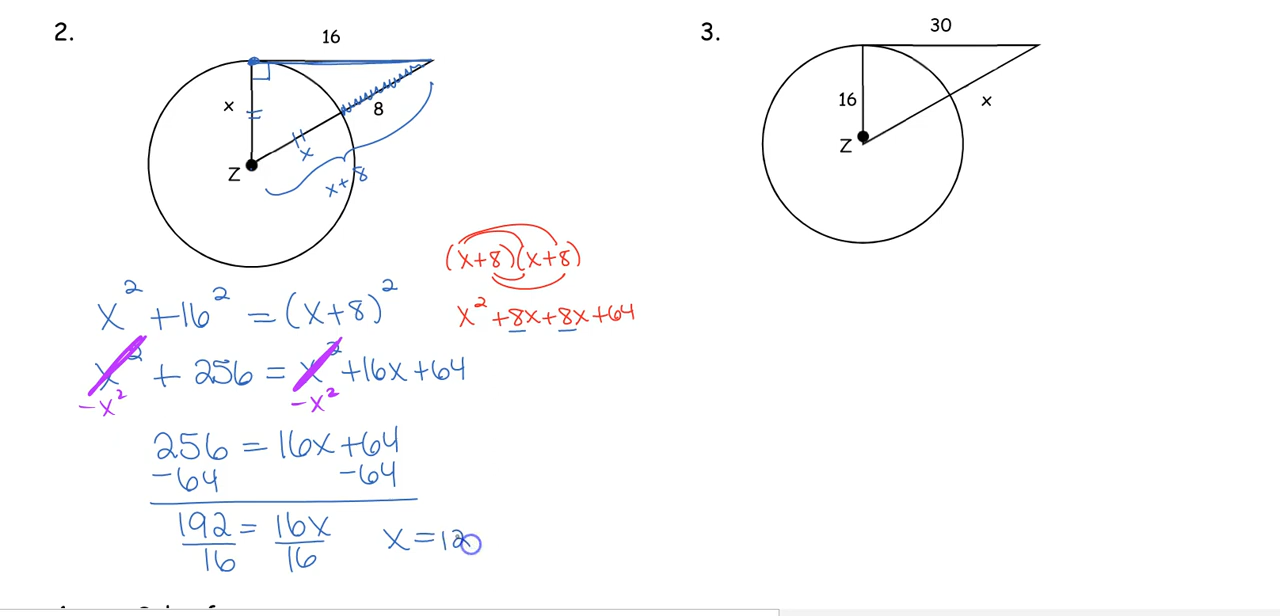 2.
16
x
8
x
Z
x+8
(x+8)(x+8)
x² + 16² = (x+8)²
x² +8x+8x+64
x² + 256 = x² +16x+64
-x² -x²
256 = 16x+64
-64 -64
192 = 16x
16 16
x = 12
3.
30
16
x
Z